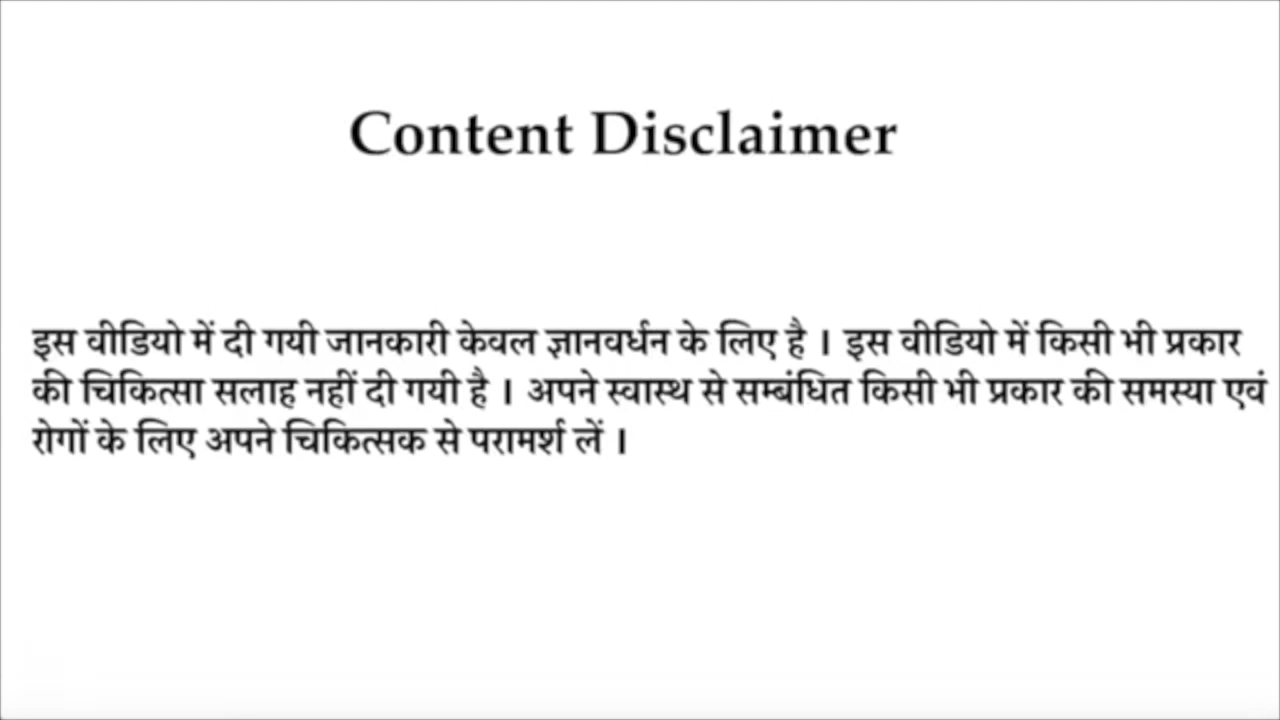 Content Disclaimer
इस वीडियो में दी गयी जानकारी केवल ज्ञानवर्धन के लिए है । इस वीडियो में किसी भी प्रकार
की चिकित्सा सलाह नहीं दी गयी है । अपने स्वास्थ से सम्बंधित किसी भी प्रकार की समस्या एवं
रोगों के लिए अपने चिकित्सक से परामर्श लें ।